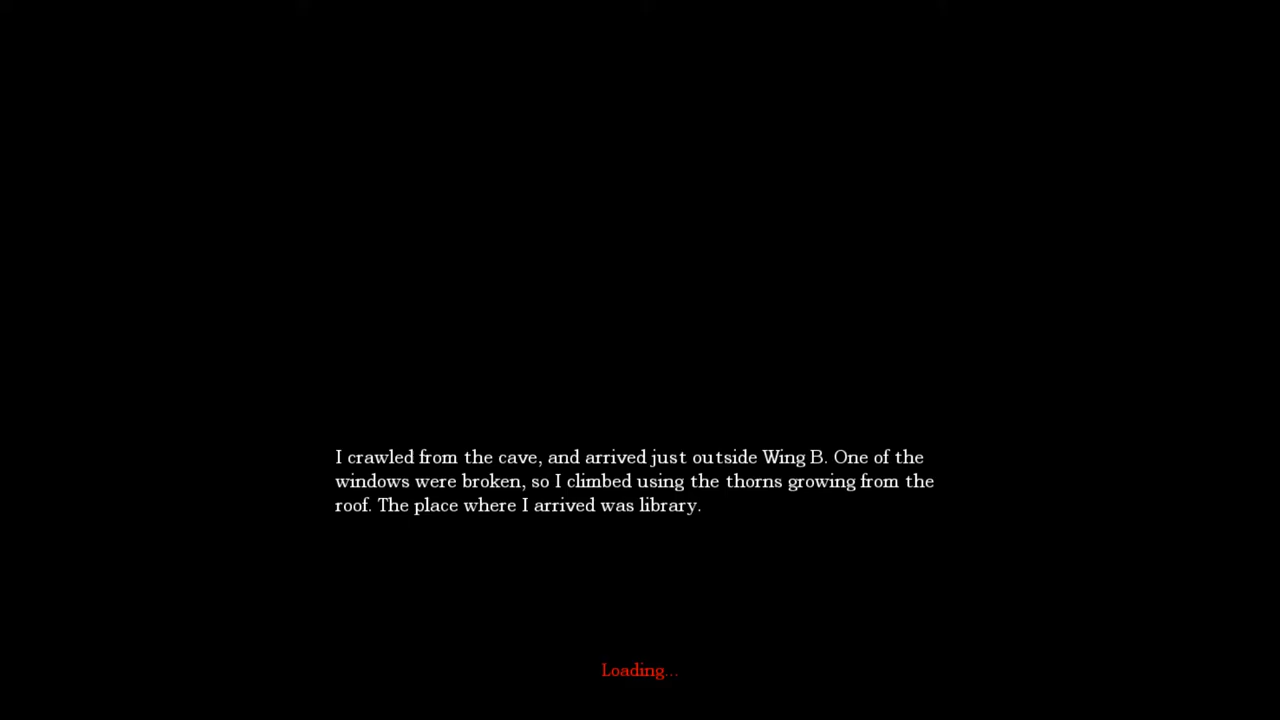 I crawled from the cave, and arrived just outside Wing B. One of the
windows were broken, so I climbed using the thorns growing from the
roof. The place where I arrived was library.
Loading...